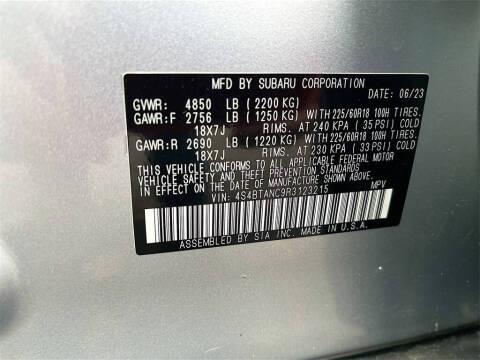 MFD BY SUBARU CORPORATION
GVWR: 4850 LB (2200 KG) DATE: 06/23
GAWR:F 2756 LB (1250 KG) WITH 225/60R18 100H TIRES.
18X7J RIMS. AT 240 KPA (35 PSI) COLD
GAWR:R 2690 LB (1220 KG) WITH 225/60R18 100H TIRES.
18X7J RIMS. AT 230 KPA (33 PSI) COLD
THIS VEHICLE CONFORMS TO ALL APPLICABLE FEDERAL MOTOR
VEHICLE SAFETY AND THEFT PREVENTION STANDARDS
IN EFFECT ON THE DATE OF MANUFACTURE SHOWN ABOVE.
VIN: 4S4BTANC9R3123215 MPV
ASSEMBLED BY SIA INC. MADE IN U.S.A.